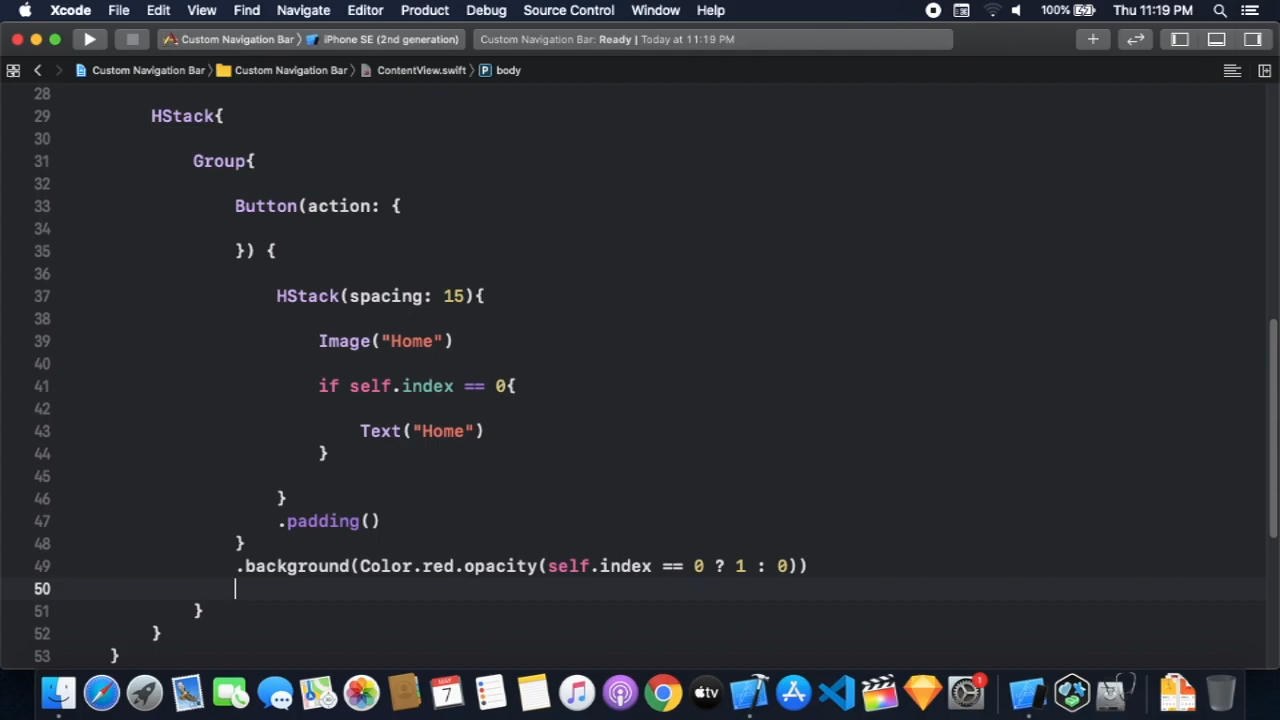 Xcode File Edit View Find Navigate Editor Product Debug Source Control Window Help 100% Thu 11:19 PM
Custom Navigation Bar iPhone SE (2nd generation) Custom Navigation Bar: Ready | Today at 11:19 PM
Custom Navigation Bar Custom Navigation Bar ContentView.swift P body
28
29 HStack{
30
31 Group{
32
33 Button(action: {
34
35 }) {
36
37 HStack(spacing: 15){
38
39 Image("Home")
40
41 if self.index == 0{
42
43 Text("Home")
44 }
45
46 }
47 .padding()
48 }
49 .background(Color.red.opacity(self.index == 0 ? 1 : 0))
50
51 }
52 }
53 }
MAY
7
tv
1